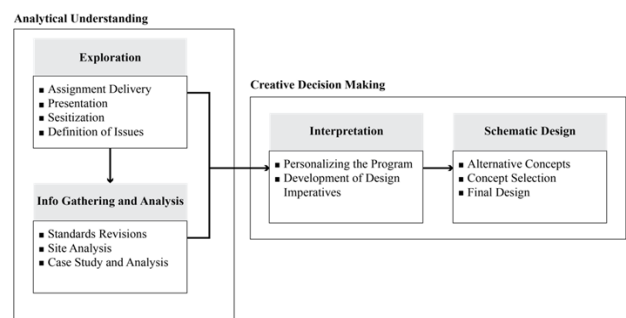 Analytical Understanding
Exploration
▪ Assignment Delivery
▪ Presentation
▪ Sesitization
▪ Definition of Issues
Info Gathering and Analysis
▪ Standards Revisions
▪ Site Analysis
▪ Case Study and Analysis
Creative Decision Making
Interpretation
▪ Personalizing the Program
▪ Development of Design
Imperatives
Schematic Design
▪ Alternative Concepts
▪ Concept Selection
▪ Final Design